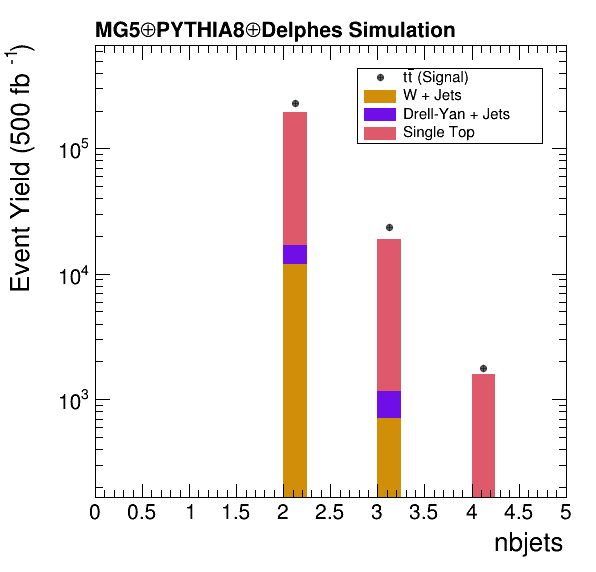 MG5⊕PYTHIA8⊕Delphes Simulation
Event Yield (500 fb⁻¹)
tt̄ (Signal)
W + Jets
Drell-Yan + Jets
Single Top
10⁵
10⁴
10³
0 0.5 1 1.5 2 2.5 3 3.5 4 4.5 5
nbjets